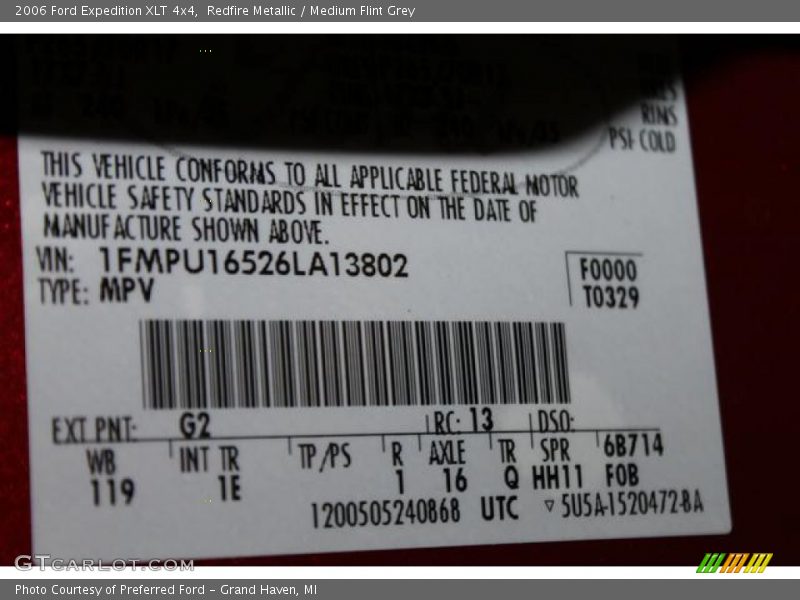 2006 Ford Expedition XLT 4x4, Redfire Metallic / Medium Flint Grey
RIMS
PSI COLD
THIS VEHICLE CONFORMS TO ALL APPLICABLE FEDERAL MOTOR
VEHICLE SAFETY STANDARDS IN EFFECT ON THE DATE OF
MANUFACTURE SHOWN ABOVE.
VIN: 1FMPU16526LA13802
F0000
TYPE: MPV
T0329
EXT PNT: G2 RC: 13 DSO:
WB INT TR TP/PS R AXLE TR SPR 6B714
119 1E 1 16 Q HH11 F0B
1200505240868 UTC ▽ 5U5A-1520472-BA
GTCARLOT.COM
Photo Courtesy of Preferred Ford – Grand Haven, MI